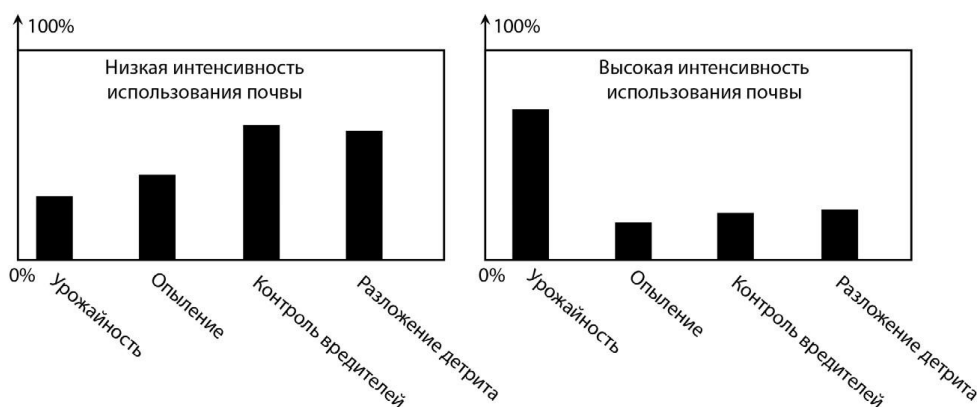 100%
Низкая интенсивность
использования почвы
0%
Урожайность
Опыление
Контроль вредителей
Разложение детрита
100%
Высокая интенсивность
использования почвы
0%
Урожайность
Опыление
Контроль вредителей
Разложение детрита